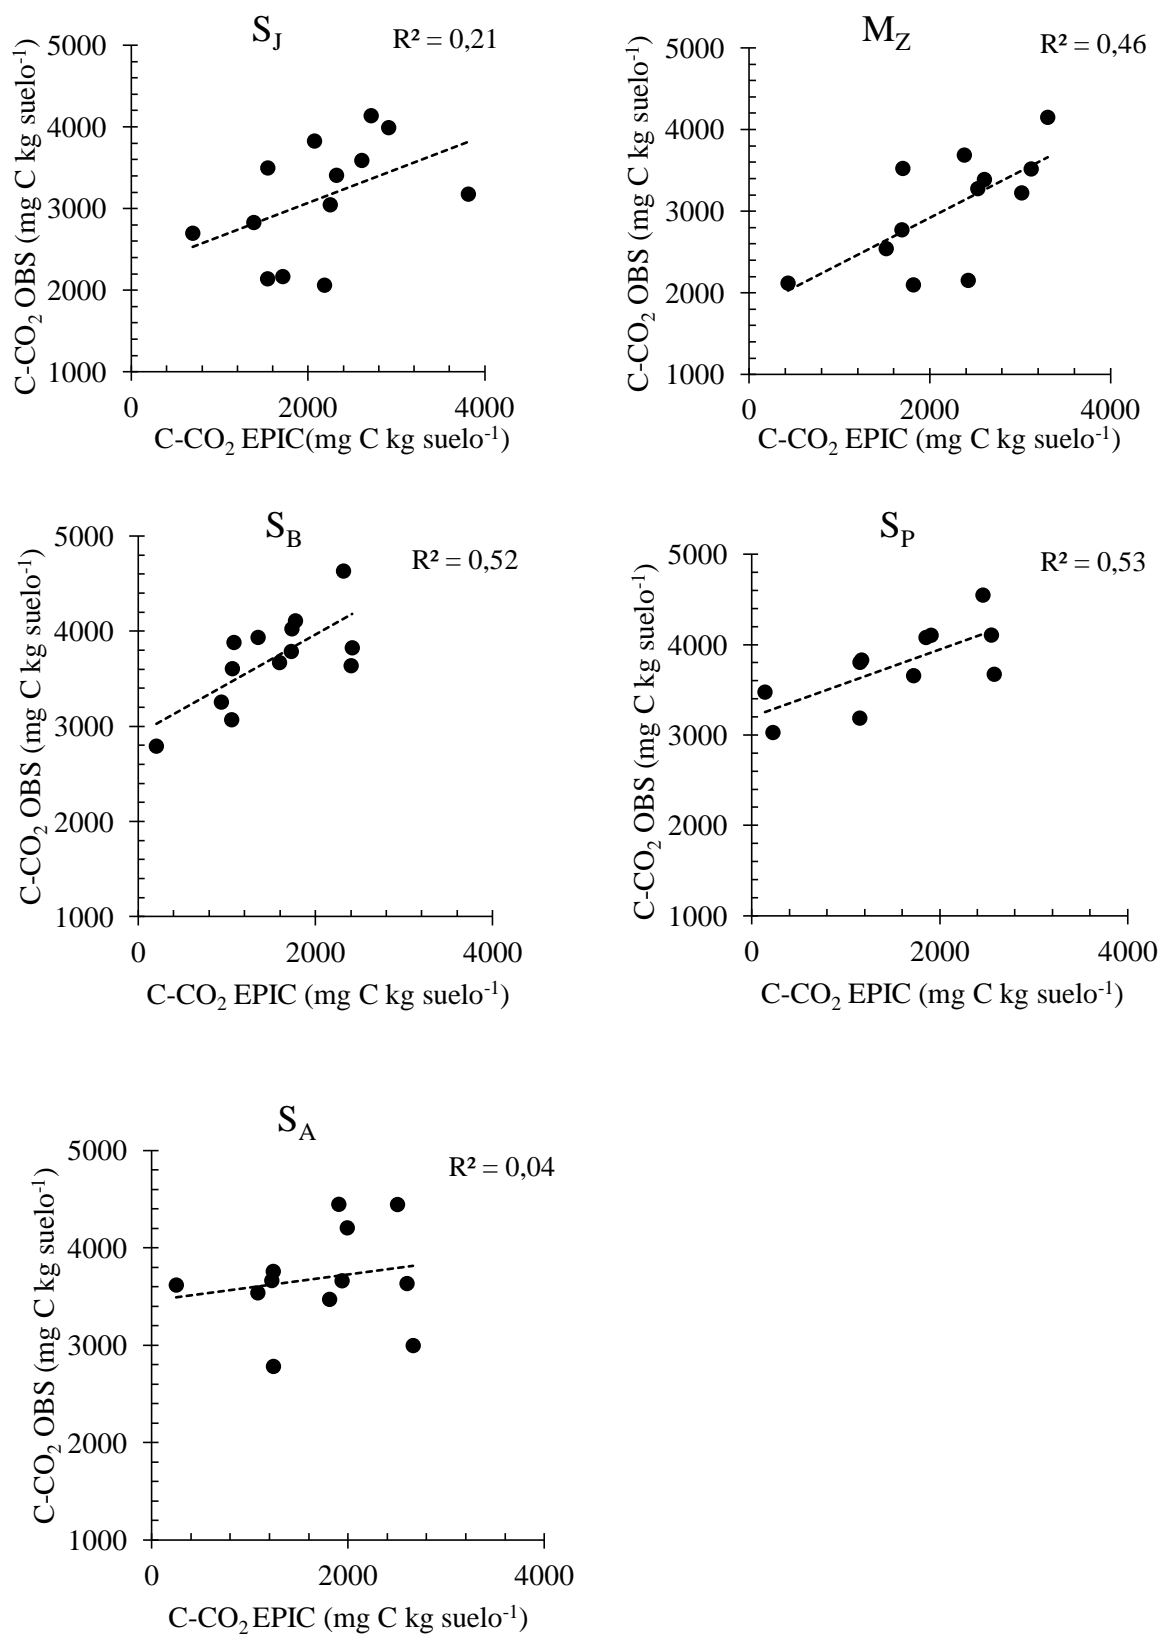 S_J
R² = 0,21
C-CO₂ OBS (mg C kg suelo⁻¹)
5000
4000
3000
2000
1000
0 2000 4000
C-CO₂ EPIC(mg C kg suelo⁻¹)
M_Z
R² = 0,46
C-CO₂ OBS (mg C kg suelo⁻¹)
5000
4000
3000
2000
1000
0 2000 4000
C-CO₂ EPIC (mg C kg suelo⁻¹)
S_B
R² = 0,52
C-CO₂ OBS (mg C kg suelo⁻¹)
5000
4000
3000
2000
1000
0 2000 4000
C-CO₂ EPIC (mg C kg suelo⁻¹)
S_P
R² = 0,53
C-CO₂ OBS (mg C kg suelo⁻¹)
5000
4000
3000
2000
1000
0 2000 4000
C-CO₂ EPIC (mg C kg suelo⁻¹)
S_A
R² = 0,04
C-CO₂ OBS (mg C kg suelo⁻¹)
5000
4000
3000
2000
1000
0 2000 4000
C-CO₂ EPIC (mg C kg suelo⁻¹)